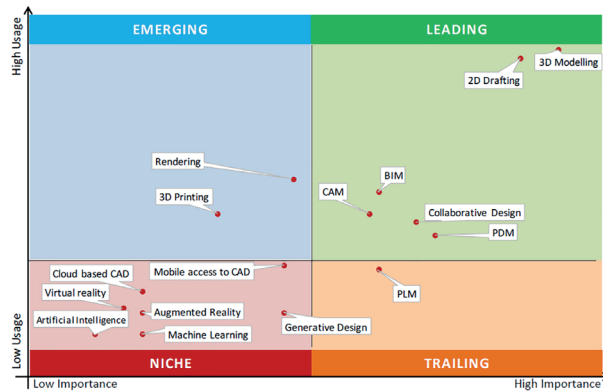 High Usage
EMERGING
LEADING
3D Modelling
2D Drafting
Rendering
BIM
CAM
3D Printing
Collaborative Design
PDM
Mobile access to CAD
Cloud based CAD
Virtual reality
PLM
Artificial Intelligence
Augmented Reality
Generative Design
Machine Learning
Low Usage
NICHE
TRAILING
Low Importance
High Importance